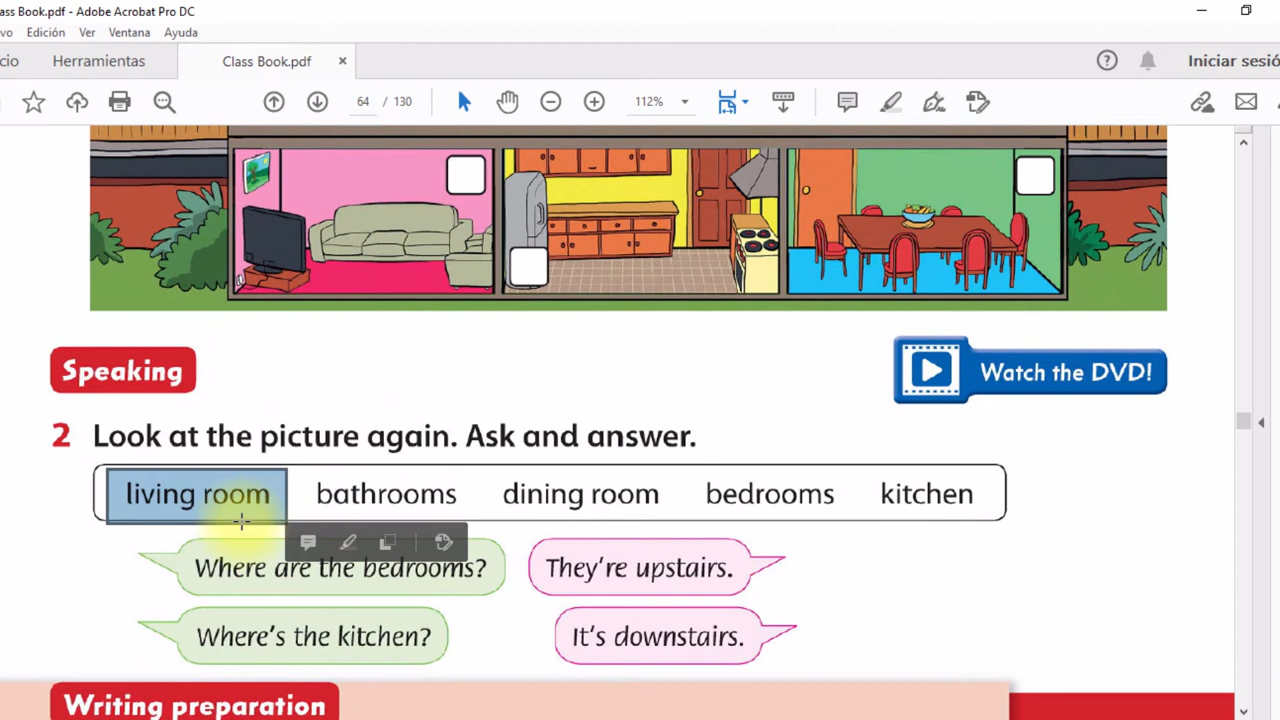 Class Book.pdf - Adobe Acrobat Pro DC
vo Edición Ver Ventana Ayuda
cio Herramientas Class Book.pdf × Iniciar sesió
64 / 130 112%
Speaking
Watch the DVD!
2 Look at the picture again. Ask and answer.
living room bathrooms dining room bedrooms kitchen
Where are the bedrooms? They're upstairs.
Where's the kitchen? It's downstairs.
Writing preparation